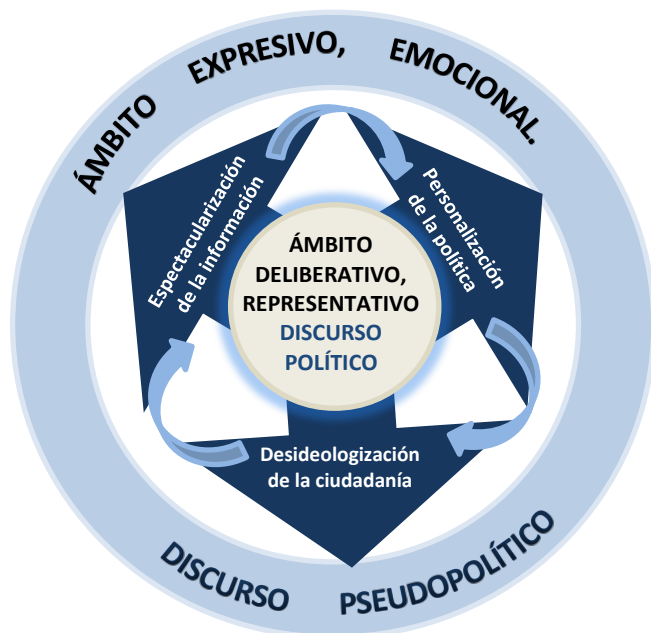 ÁMBITO EXPRESIVO, EMOCIONAL.
Espectacularización
de la información
Personalización
de la política
ÁMBITO
DELIBERATIVO,
REPRESENTATIVO
DISCURSO
POLÍTICO
Desideologización
de la ciudadanía
DISCURSO PSEUDOPOLÍTICO